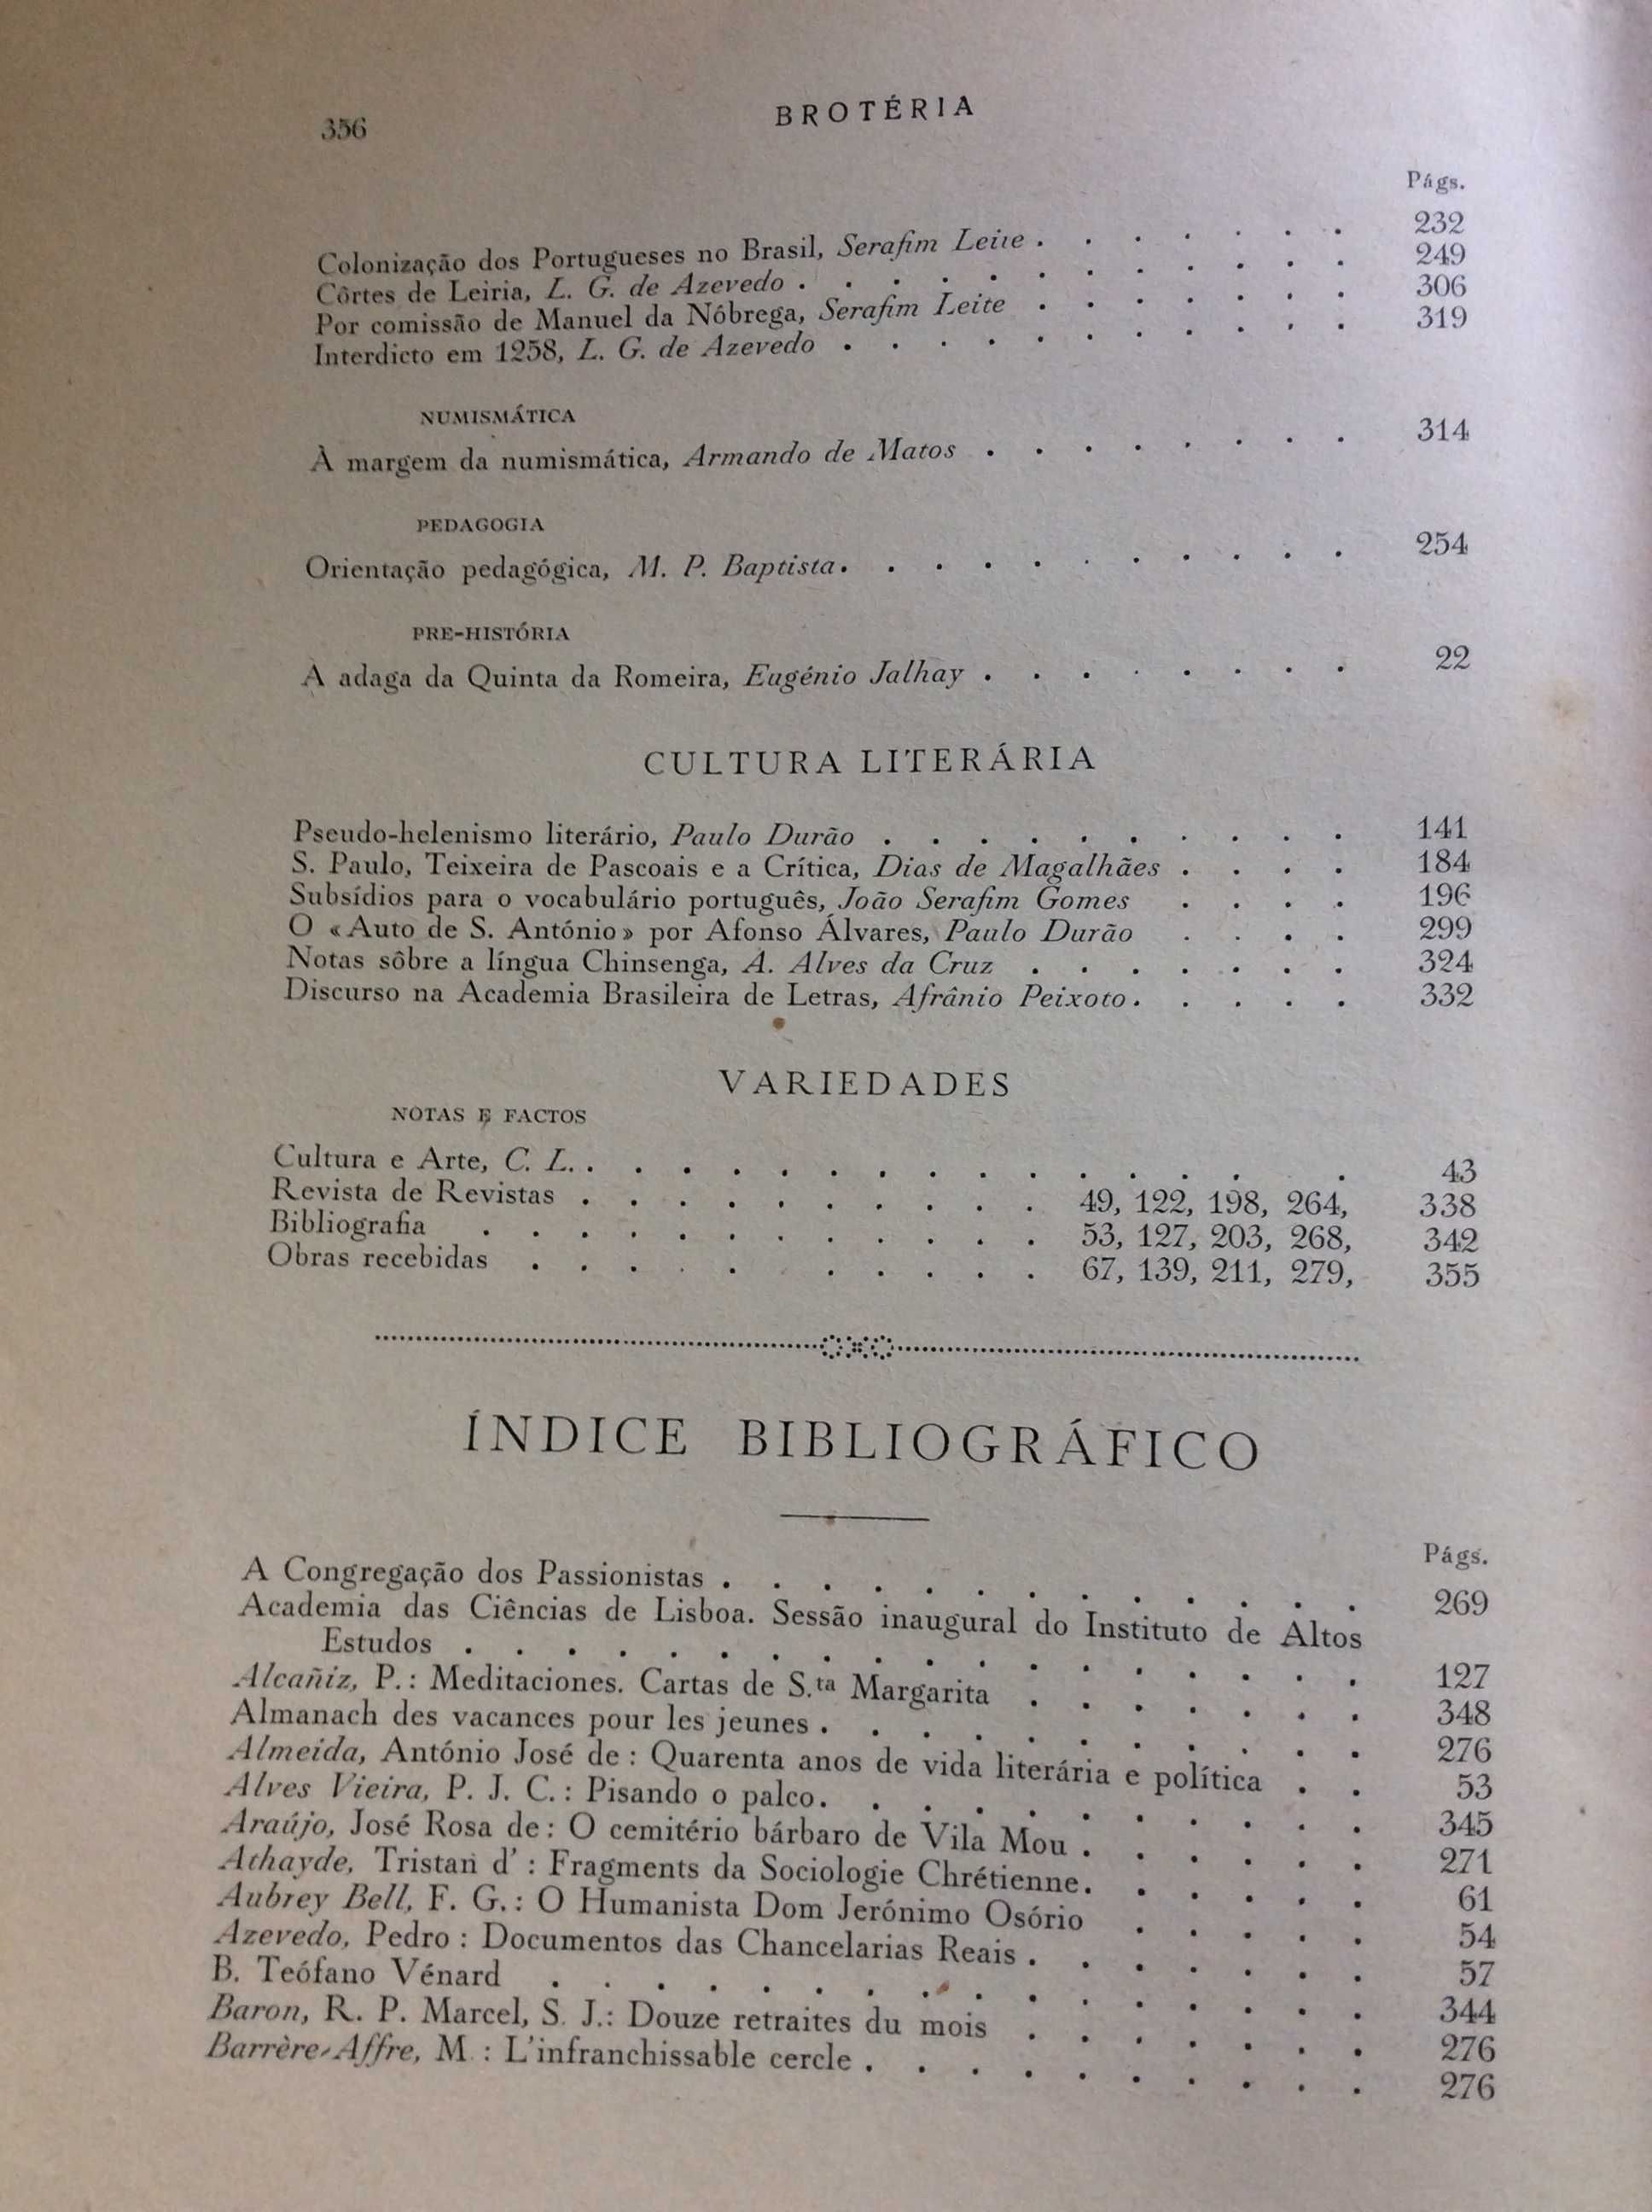 356
BROTÉRIA
Págs.
Colonização dos Portugueses no Brasil, Serafim Leite . . . . . . . 232
Côrtes de Leiria, L. G. de Azevedo . . . . . . . . . . . . 249
Por comissão de Manuel da Nóbrega, Serafim Leite . . . . . . . 306
Interdicto em 1258, L. G. de Azevedo . . . . . . . . . . . 319
NUMISMÁTICA
À margem da numismática, Armando de Matos . . . . . . . . 314
PEDAGOGIA
Orientação pedagógica, M. P. Baptista . . . . . . . . . . . 254
PRE-HISTÓRIA
A adaga da Quinta da Romeira, Eugénio Jalhay . . . . . . . . 22
CULTURA LITERÁRIA
Pseudo-helenismo literário, Paulo Durão . . . . . . . . . . 141
S. Paulo, Teixeira de Pascoais e a Crítica, Dias de Magalhães . . . . 184
Subsídios para o vocabulário português, João Serafim Gomes . . . . 196
O «Auto de S. António» por Afonso Álvares, Paulo Durão . . . . 299
Notas sôbre a língua Chinsenga, A. Alves da Cruz . . . . . . . 324
Discurso na Academia Brasileira de Letras, Afrânio Peixoto . . . . . 332
VARIEDADES
NOTAS E FACTOS
Cultura e Arte, C. L. . . . . . . . . . . . . . . . . 43
Revista de Revistas . . . . . . . . . . 49, 122, 198, 264, 338
Bibliografia . . . . . . . . . . . . 53, 127, 203, 268, 342
Obras recebidas . . . . . . . . . . 67, 139, 211, 279, 355
ÍNDICE BIBLIOGRÁFICO
Págs.
A Congregação dos Passionistas . . . . . . . . . . . . . 269
Academia das Ciências de Lisboa. Sessão inaugural do Instituto de Altos
Estudos . . . . . . . . . . . . . . . . . . 127
Alcañiz, P.: Meditaciones. Cartas de S.ta Margarita . . . . . . . 348
Almanach des vacances pour les jeunes . . . . . . . . . . . 276
Almeida, António José de : Quarenta anos de vida literária e política . . 53
Alves Vieira, P. J. C. : Pisando o palco . . . . . . . . . . . 345
Araújo, José Rosa de : O cemitério bárbaro de Vila Mou . . . . . . 271
Athayde, Tristan d' : Fragments da Sociologie Chrétienne . . . . . . 61
Aubrey Bell, F. G. : O Humanista Dom Jerónimo Osório . . . . . 54
Azevedo, Pedro : Documentos das Chancelarias Reais . . . . . . . 57
B. Teófano Vénard . . . . . . . . . . . . . . . . 344
Baron, R. P. Marcel, S. J.: Douze retraites du mois . . . . . . . 276
Barrère-Affre, M. : L'infranchissable cercle . . . . . . . . . . 276